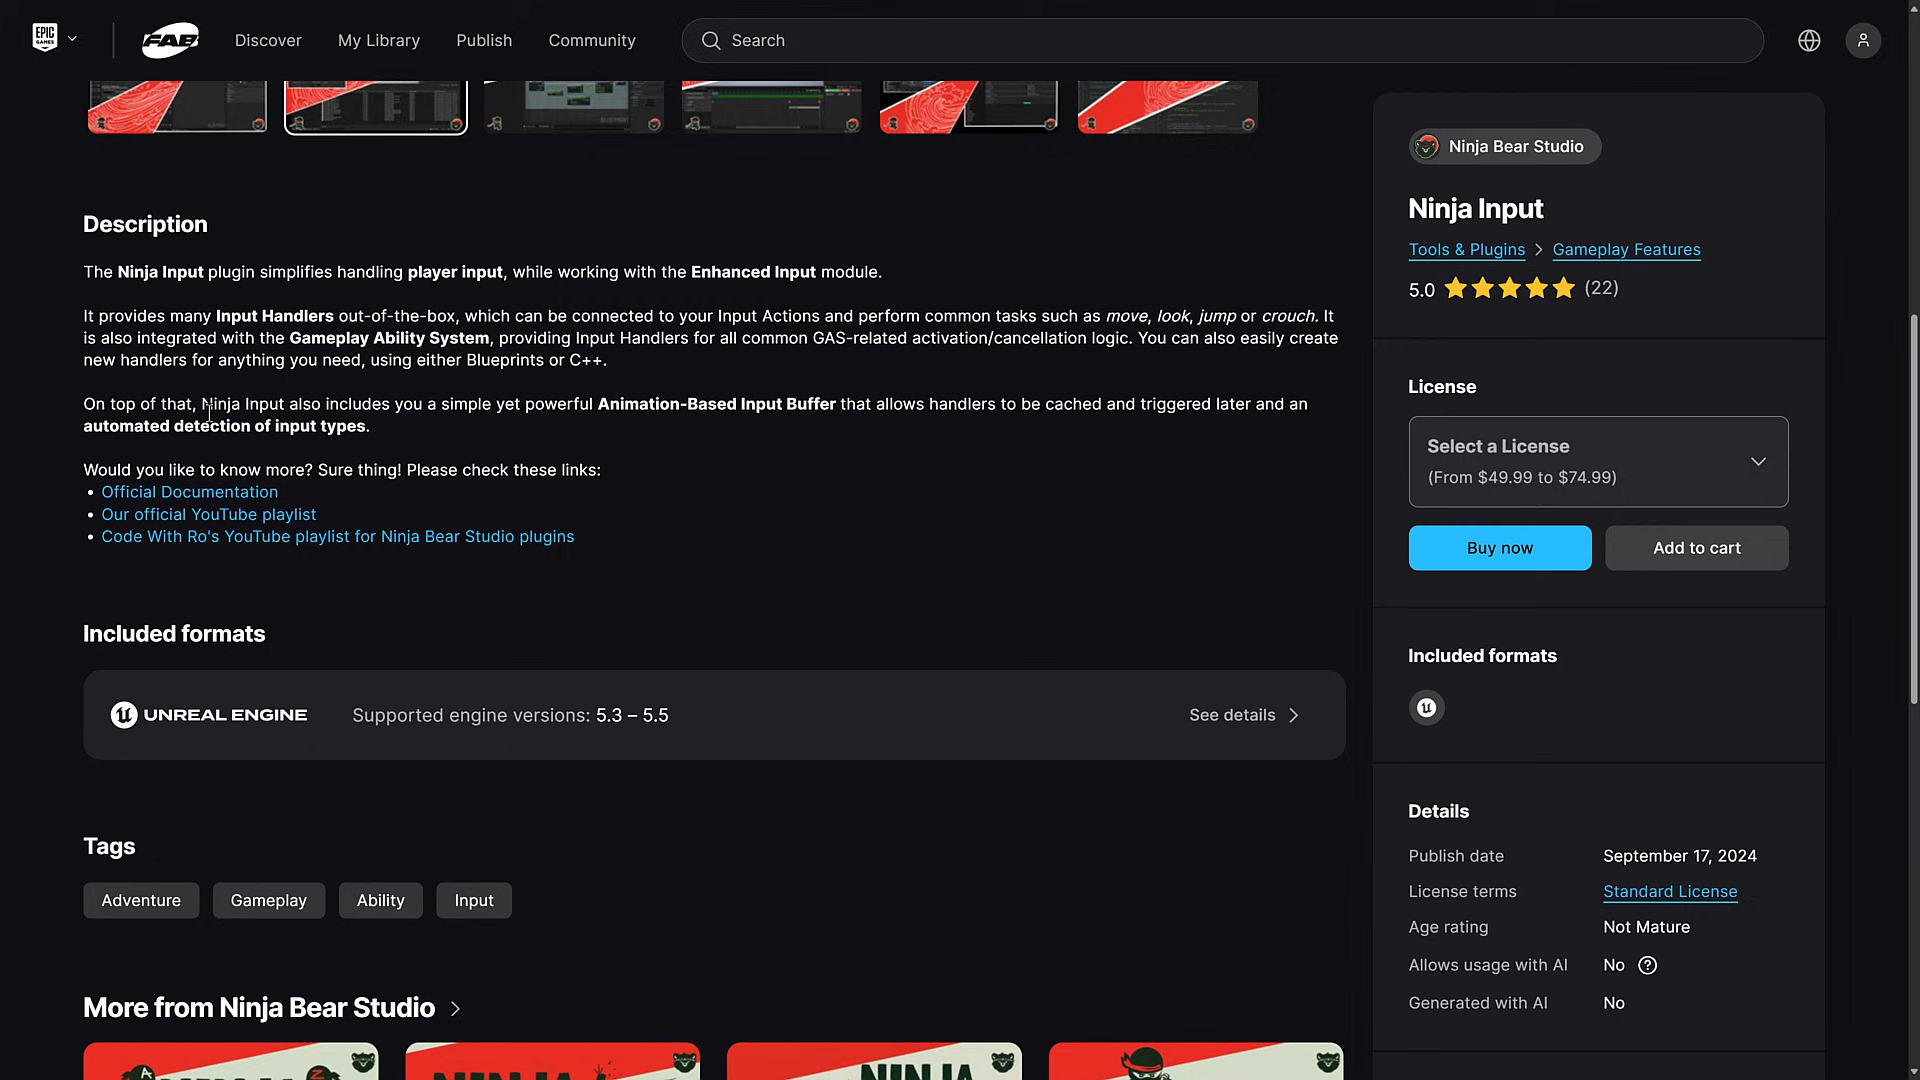 EPIC GAMES
FAB
Discover
My Library
Publish
Community
Search
Description
The Ninja Input plugin simplifies handling player input, while working with the Enhanced Input module.
It provides many Input Handlers out-of-the-box, which can be connected to your Input Actions and perform common tasks such as move, look, jump or crouch. It
is also integrated with the Gameplay Ability System, providing Input Handlers for all common GAS-related activation/cancellation logic. You can also easily create
new handlers for anything you need, using either Blueprints or C++.
On top of that, Ninja Input also includes you a simple yet powerful Animation-Based Input Buffer that allows handlers to be cached and triggered later and an
automated detection of input types.
Would you like to know more? Sure thing! Please check these links:
• Official Documentation
• Our official YouTube playlist
• Code With Ro's YouTube playlist for Ninja Bear Studio plugins
Included formats
UNREAL ENGINE
Supported engine versions: 5.3 – 5.5
See details
Tags
Adventure
Gameplay
Ability
Input
More from Ninja Bear Studio
Ninja Bear Studio
Ninja Input
Tools & Plugins > Gameplay Features
5.0 (22)
License
Select a License
(From $49.99 to $74.99)
Buy now
Add to cart
Included formats
Details
Publish date September 17, 2024
License terms Standard License
Age rating Not Mature
Allows usage with AI No
Generated with AI No